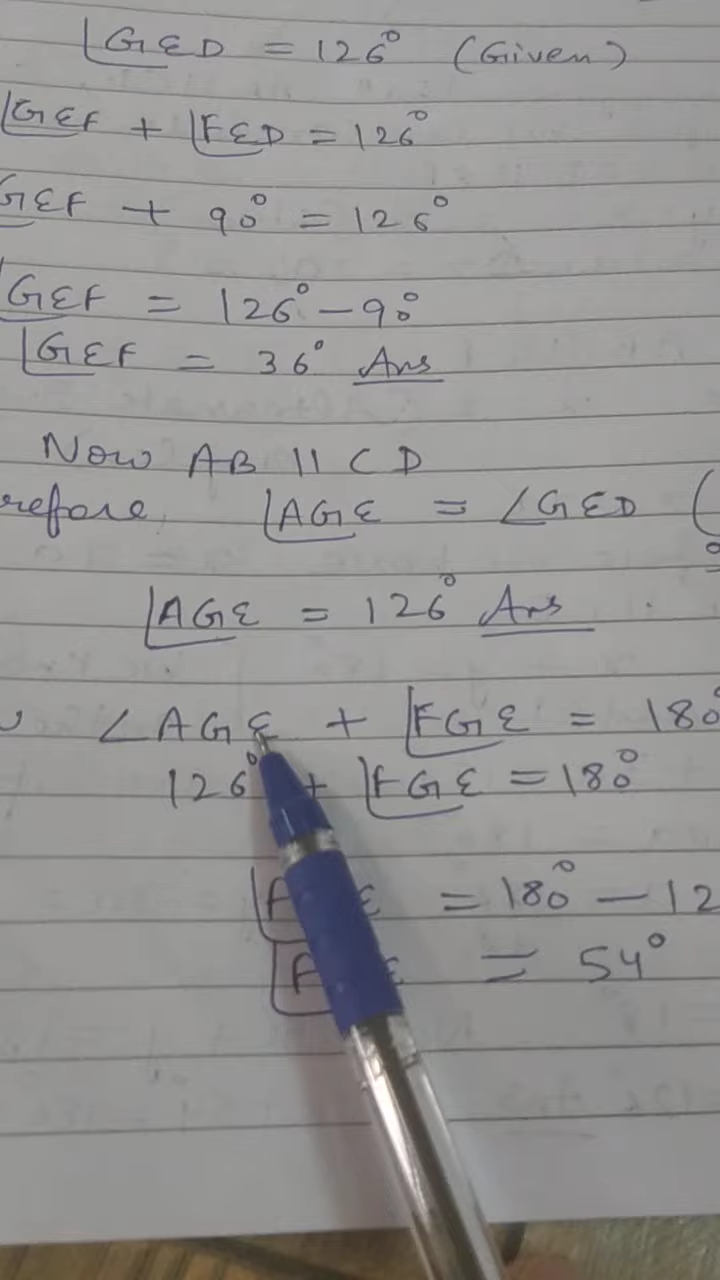 ∠GED = 126° (Given)
∠GEF + ∠FED = 126°
GEF + 90° = 126°
∠GEF = 126° - 90°
∠GEF = 36° Ans
Now AB || CD
refore, ∠AGE = ∠GED (
∠AGE = 126° Ans
∠AGE + ∠FGE = 180°
126° + ∠FGE = 180°
= 180° - 12
= 54°